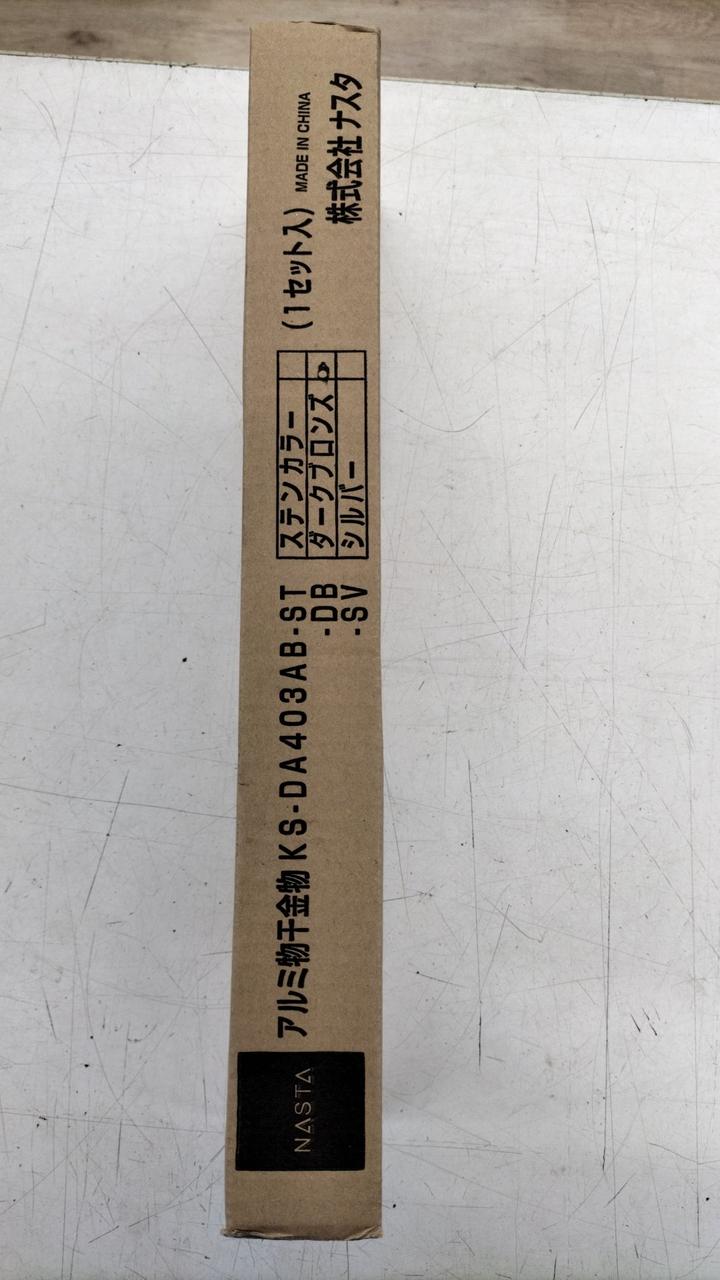 NASTA
アルミ物干金物 KS-DA403AB-ST
-DB
-SV
ステンカラー
ダークブロンズ
シルバー
(1セット入)
MADE IN CHINA
株式会社 ナスタ